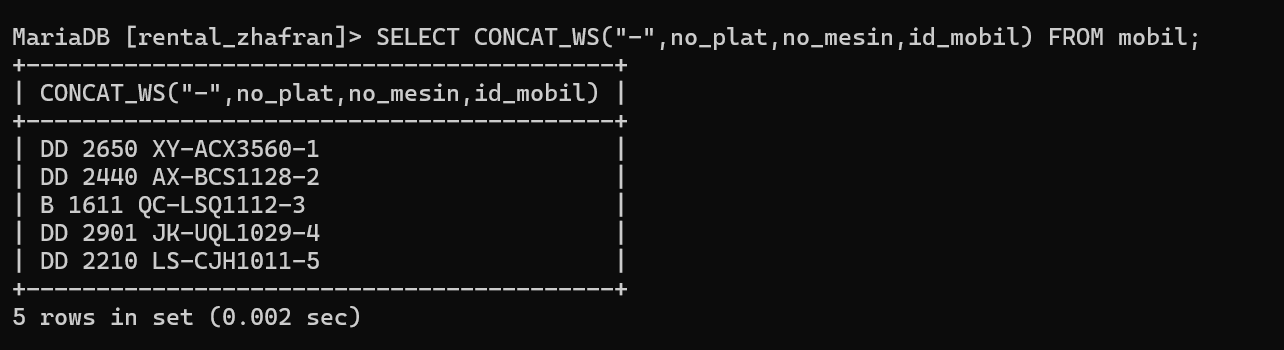 MariaDB [rental_zhafran]> SELECT CONCAT_WS("-",no_plat,no_mesin,id_mobil) FROM mobil;
+------------------------------------------+
| CONCAT_WS("-",no_plat,no_mesin,id_mobil) |
+------------------------------------------+
| DD 2650 XY-ACX3560-1                     |
| DD 2440 AX-BCS1128-2                     |
| B 1611 QC-LSQ1112-3                      |
| DD 2901 JK-UQL1029-4                     |
| DD 2210 LS-CJH1011-5                     |
+------------------------------------------+
5 rows in set (0.002 sec)